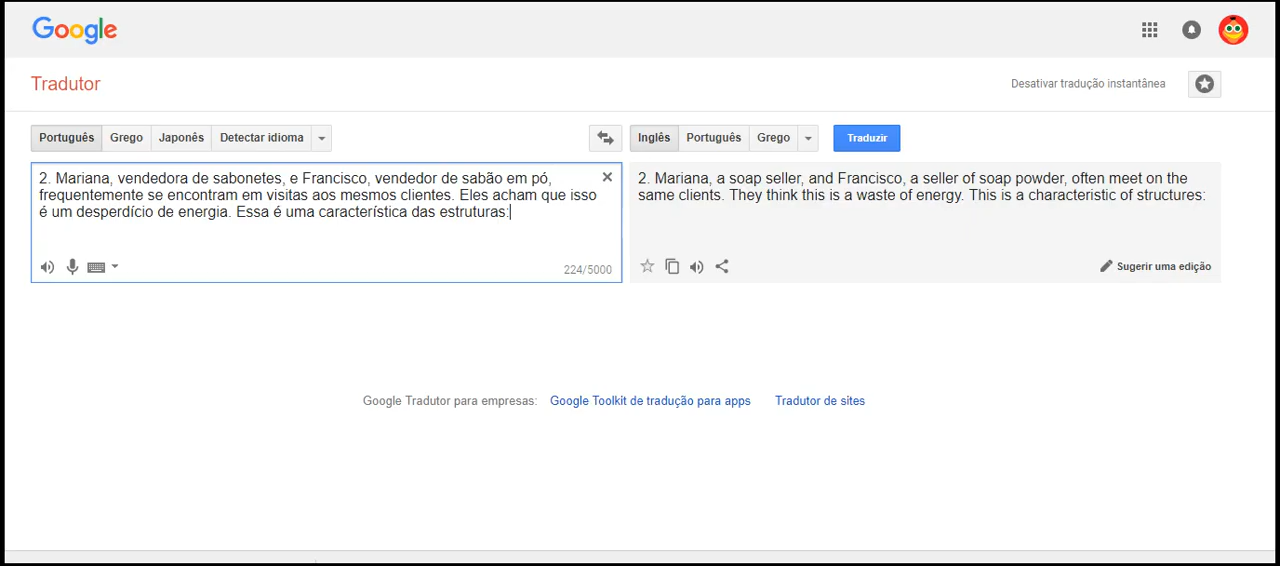 Google
Tradutor
Desativar tradução instantânea
Português Grego Japonês Detectar idioma
Inglês Português Grego Traduzir
2. Mariana, vendedora de sabonetes, e Francisco, vendedor de sabão em pó,
frequentemente se encontram em visitas aos mesmos clientes. Eles acham que isso
é um desperdício de energia. Essa é uma característica das estruturas:
224/5000
2. Mariana, a soap seller, and Francisco, a seller of soap powder, often meet on the
same clients. They think this is a waste of energy. This is a characteristic of structures:
Sugerir uma edição
Google Tradutor para empresas: Google Toolkit de tradução para apps Tradutor de sites